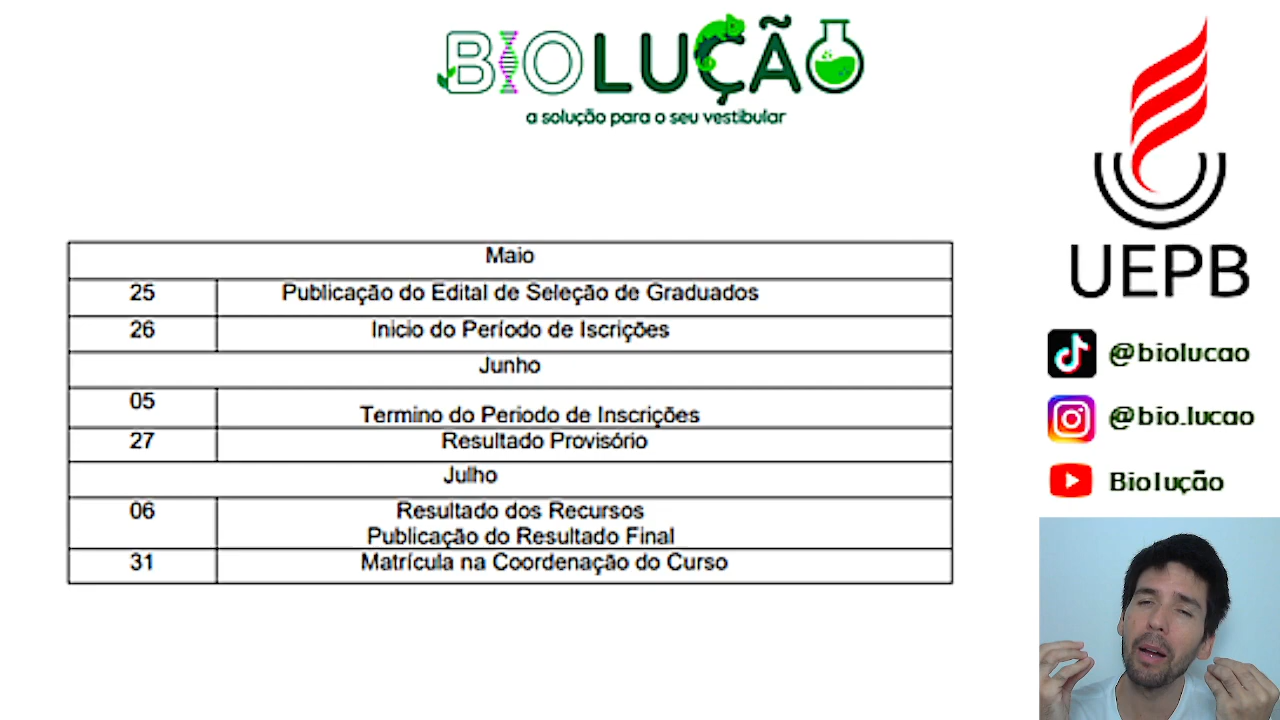 BIOLUÇÃO
a solução para o seu vestibular
UEPB
Maio
25 Publicação do Edital de Seleção de Graduados
26 Inicio do Período de Iscrições
Junho
05 Termino do Periodo de Inscrições
27 Resultado Provisório
Julho
06 Resultado dos Recursos
Publicação do Resultado Final
31 Matrícula na Coordenação do Curso
@biolucao
@bio.lucao
Biolução